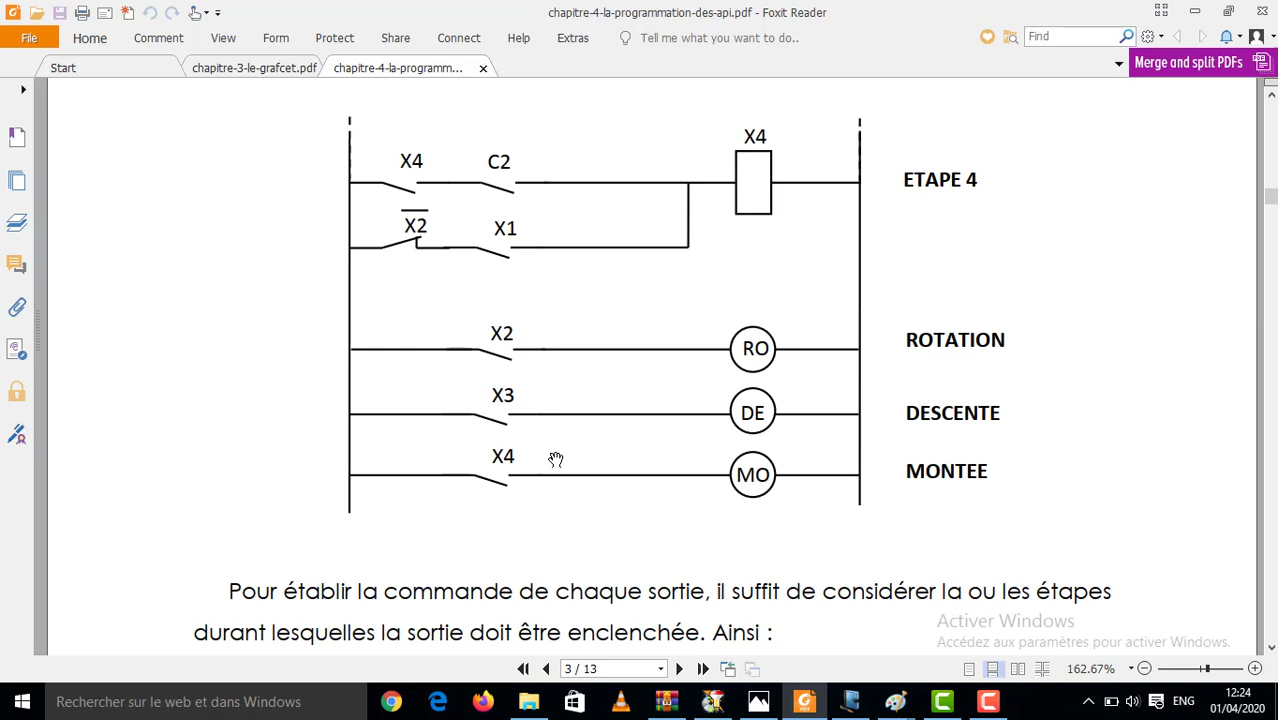 chapitre-4-la-programmation-des-api.pdf - Foxit Reader
File Home Comment View Form Protect Share Connect Help Extras Tell me what you want to do.. Find
Start chapitre-3-le-grafcet.pdf chapitre-4-la-programm... Merge and split PDFs
X4 C2 X4
ETAPE 4
X2 X1
X2 RO ROTATION
X3 DE DESCENTE
X4 MO MONTEE
Pour établir la commande de chaque sortie, il suffit de considérer la ou les étapes
durant lesquelles la sortie doit être enclenchée. Ainsi :
Activer Windows
Accédez aux paramètres pour activer Windows.
3 / 13 162.67%
Rechercher sur le web et dans Windows ENG 12:24
01/04/2020